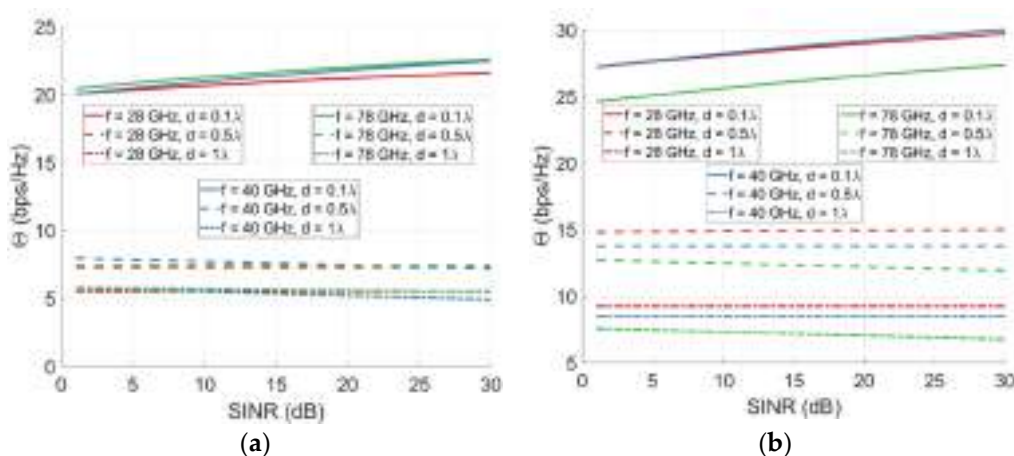 25
20
15
10
5
0
Θ (bps/Hz)
f = 28 GHz, d = 0.1λ
f = 28 GHz, d = 0.5λ
f = 28 GHz, d = 1λ
f = 78 GHz, d = 0.1λ
f = 78 GHz, d = 0.5λ
f = 78 GHz, d = 1λ
f = 40 GHz, d = 0.1λ
f = 40 GHz, d = 0.5λ
f = 40 GHz, d = 1λ
0 5 10 15 20 25 30
SINR (dB)
(a)
30
25
20
15
10
5
Θ (bps/Hz)
f = 28 GHz, d = 0.1λ
f = 28 GHz, d = 0.5λ
f = 28 GHz, d = 1λ
f = 78 GHz, d = 0.1λ
f = 78 GHz, d = 0.5λ
f = 78 GHz, d = 1λ
f = 40 GHz, d = 0.1λ
f = 40 GHz, d = 0.5λ
f = 40 GHz, d = 1λ
0 5 10 15 20 25 30
SINR (dB)
(b)